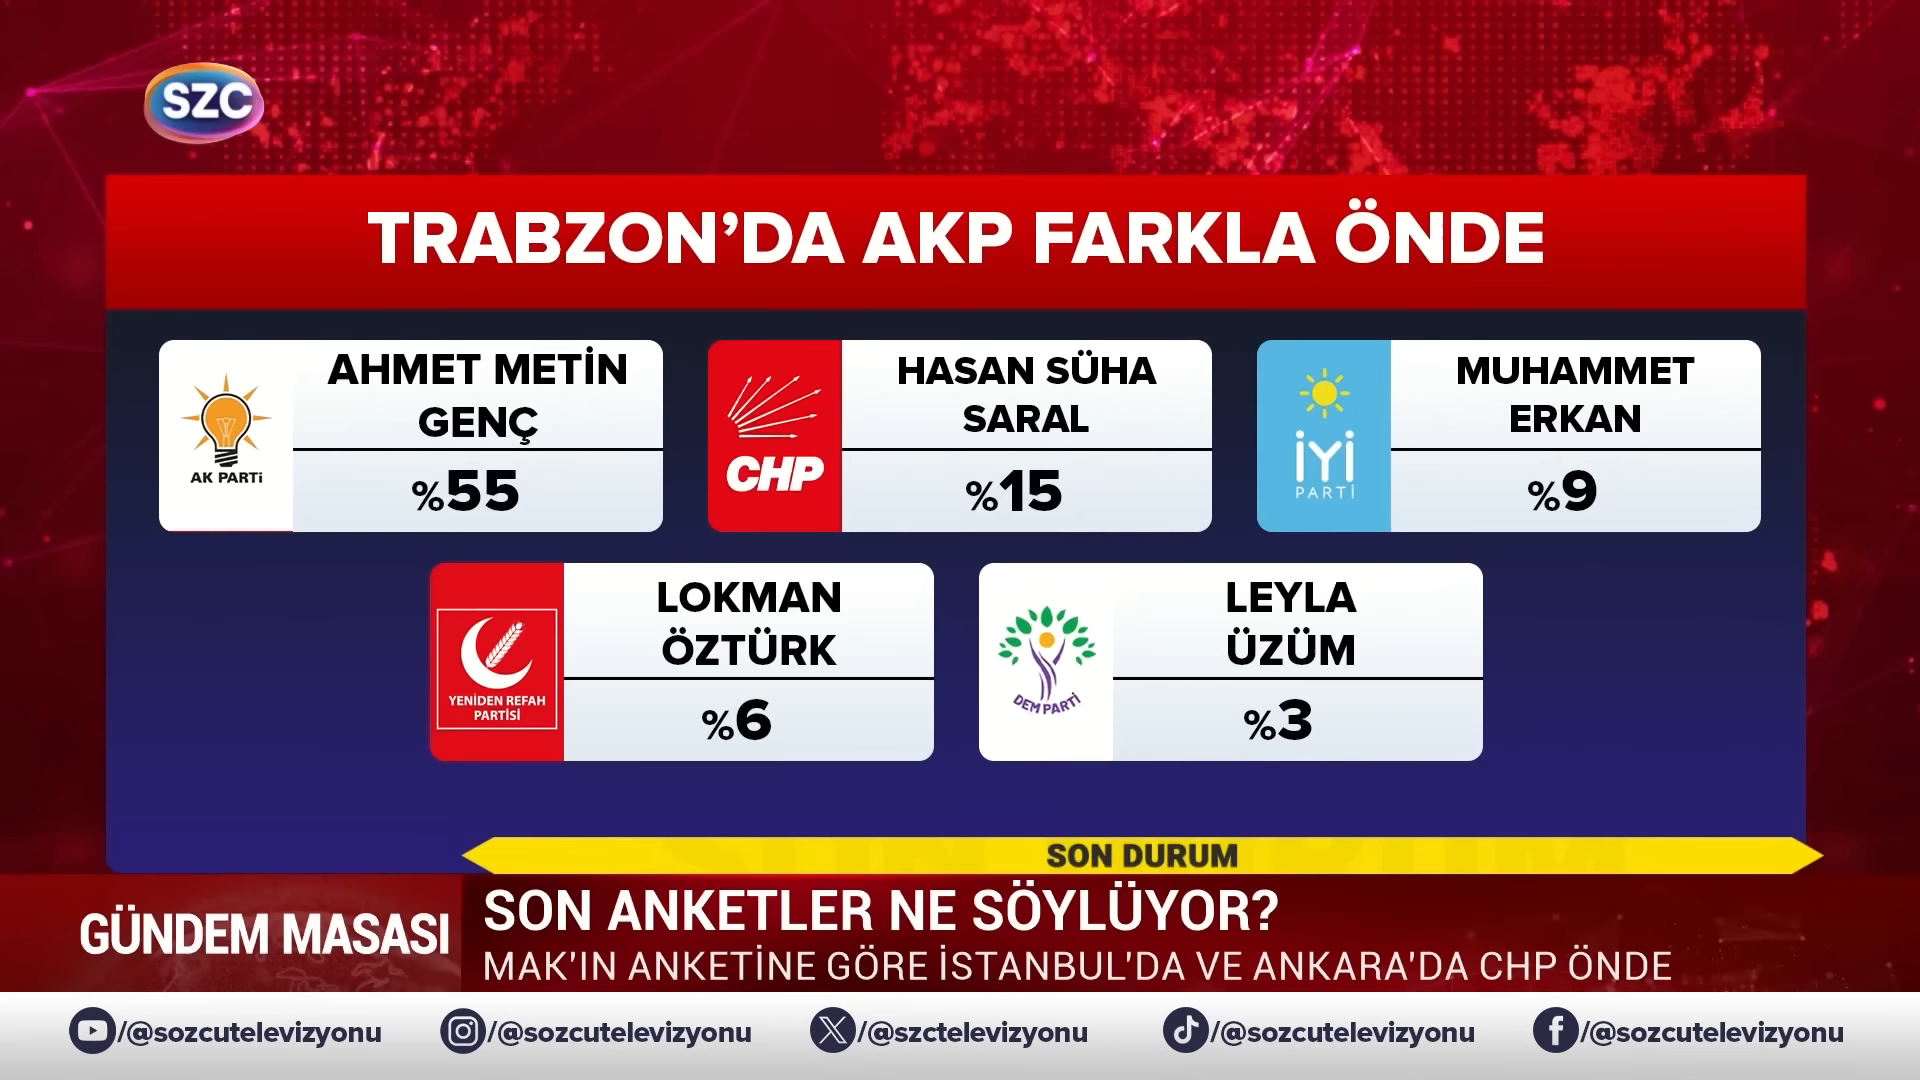 SZC
TRABZON'DA AKP FARKLA ÖNDE
AK PARTİ
AHMET METİN
GENÇ
%55
CHP
HASAN SÜHA
SARAL
%15
İYİ
PARTİ
MUHAMMET
ERKAN
%9
YENİDEN REFAH
PARTİSİ
LOKMAN
ÖZTÜRK
%6
DEM PARTİ
LEYLA
ÜZÜM
%3
SON DURUM
GÜNDEM MASASI
SON ANKETLER NE SÖYLÜYOR?
MAK'IN ANKETİNE GÖRE İSTANBUL'DA VE ANKARA'DA CHP ÖNDE
/@sozcutelevizyonu
/@sozcutelevizyonu
/@szctelevizyonu
/@sozcutelevizyonu
/@sozcutelevizyonu